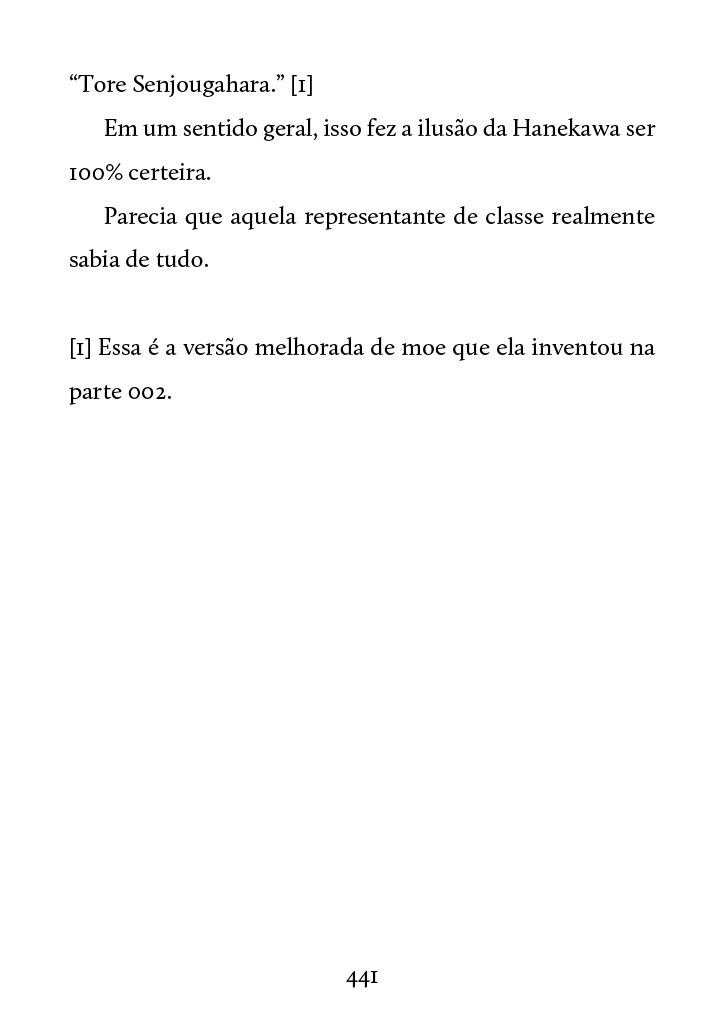 “Tore Senjougahara.” [1]
Em um sentido geral, isso fez a ilusão da Hanekawa ser
100% certeira.
Parecia que aquela representante de classe realmente
sabia de tudo.
[1] Essa é a versão melhorada de moe que ela inventou na
parte 002.
441